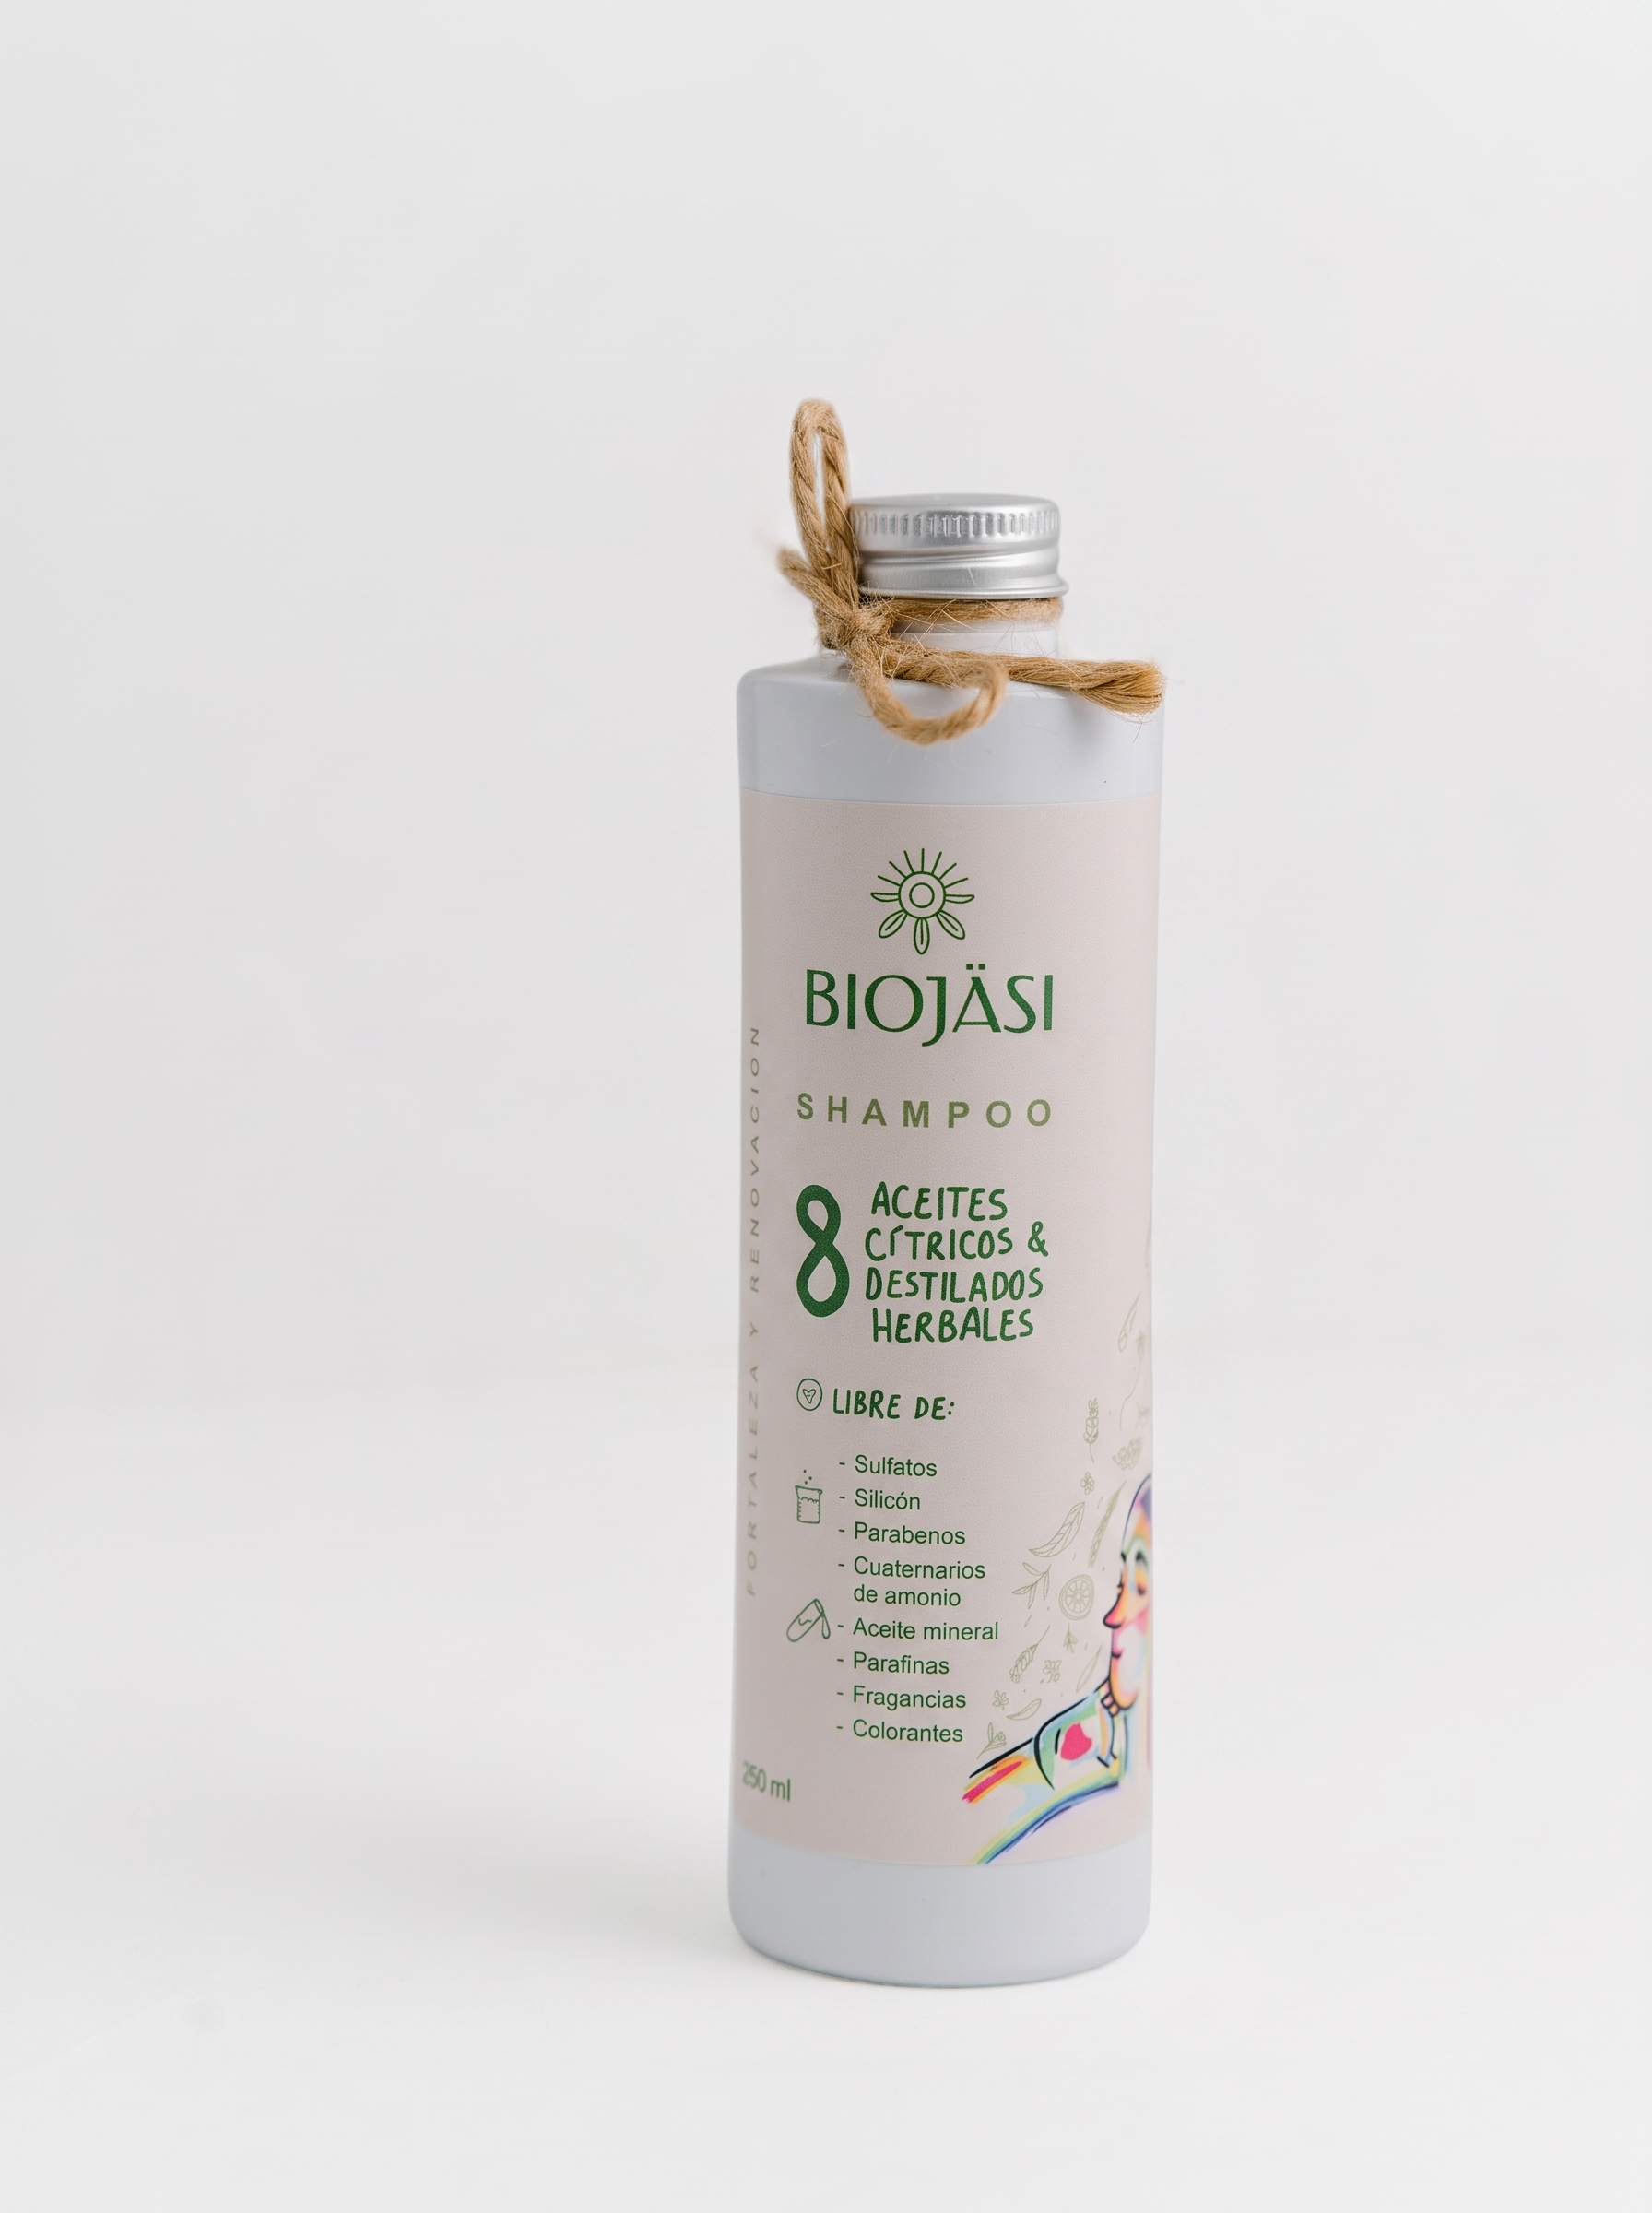 BIOJÄSI
SHAMPOO
8
ACEITES
CÍTRICOS &
DESTILADOS
HERBALES
LIBRE DE:
- Sulfatos
- Silicón
- Parabenos
- Cuaternarios
de amonio
- Aceite mineral
- Parafinas
- Fragancias
- Colorantes
250 ml
FORTALEZA Y RENOVACION